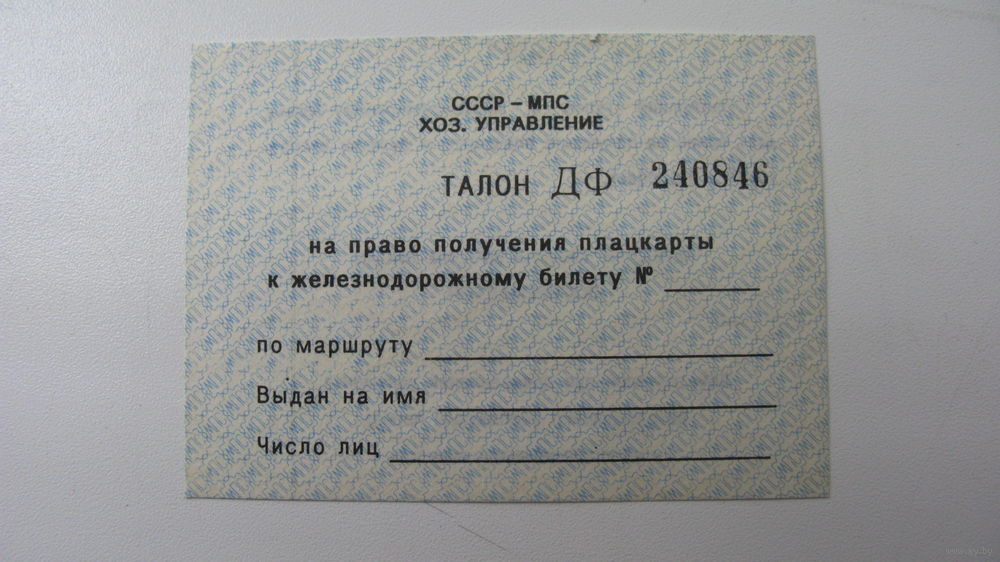 СССР – МПС
ХОЗ. УПРАВЛЕНИЕ
ТАЛОН ДФ 240846
на право получения плацкарты
к железнодорожному билету №
по маршруту
Выдан на имя
Число лиц